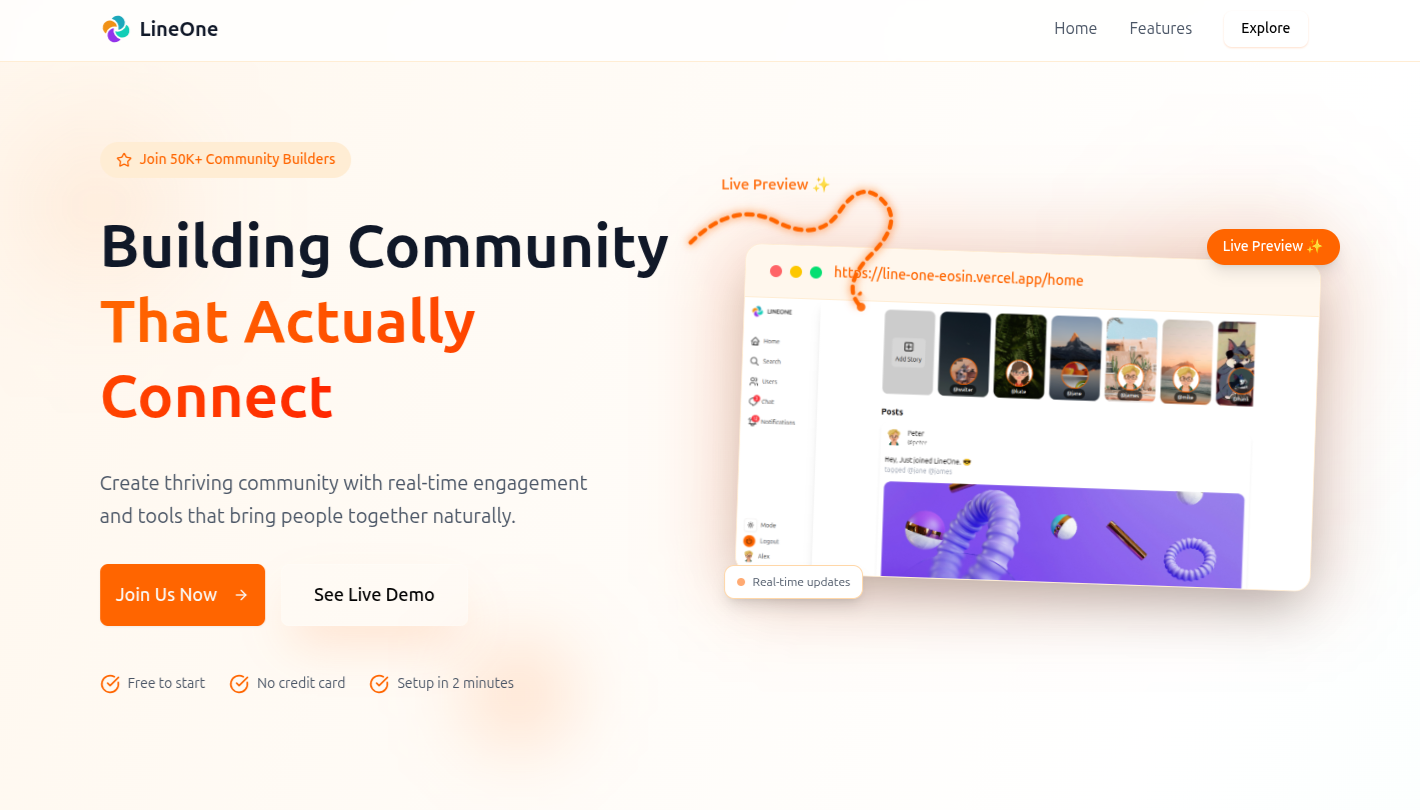 LineOne
Home
Features
Explore
Join 50K+ Community Builders
Building Community
That Actually
Connect
Create thriving community with real-time engagement
and tools that bring people together naturally.
Join Us Now
See Live Demo
Free to start
No credit card
Setup in 2 minutes
Live Preview ✨
Live Preview ✨
https://line-one-eosin.vercel.app/home
LINEONE
Home
Search
Users
Chat
Notifications
Mode
Logout
Alex
Add Story
@kate
@jane
@james
@mike
Posts
Peter
@peter
Hey, Just joined LineOne. 😎
tagged @jane @james
Real-time updates